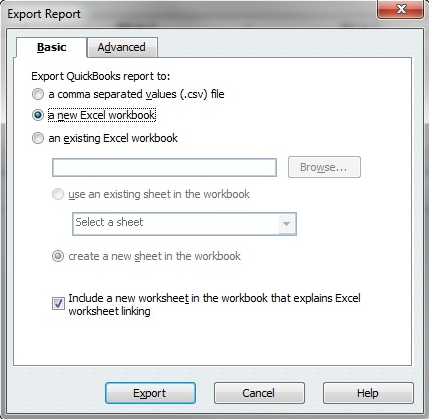 Export Report
Basic
Advanced
Export QuickBooks report to:
a comma separated values (.csv) file
a new Excel workbook
an existing Excel workbook
Browse...
use an existing sheet in the workbook
Select a sheet
create a new sheet in the workbook
Include a new worksheet in the workbook that explains Excel
worksheet linking
Export
Cancel
Help